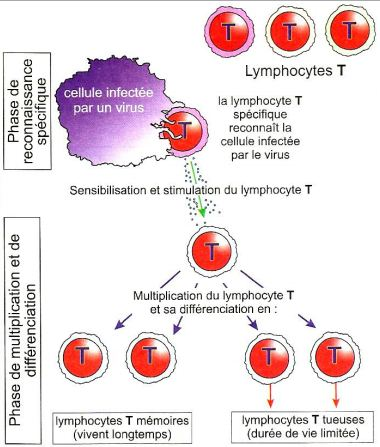 T T T
Lymphocytes T
Phase de
reconnaissance
spécifique
cellule infectée
par un virus
T
la lymphocyte T
spécifique
reconnaît la
cellule infectée
par le virus
Sensibilisation et stimulation du lymphocyte T
T
Phase de multiplication et de
différenciation
Multiplication du lymphocyte T
et sa différenciation en :
T T T T
lymphocytes T mémoires
(vivent longtemps)
lymphocytes T tueuses
(durée de vie limitée)